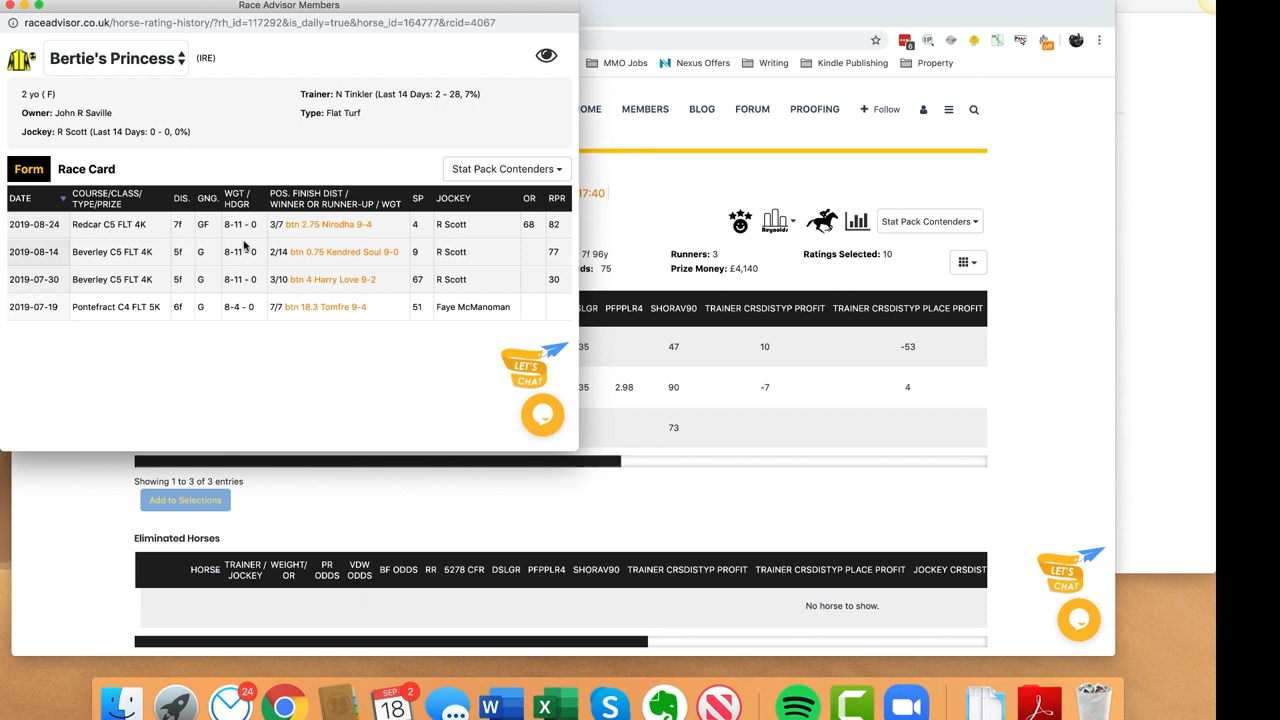 Race Advisor Members
raceadvisor.co.uk/horse-rating-history/?rh_id=117292&is_daily=true&horse_id=164777&rcid=4067
Bertie's Princess (IRE)
2 yo ( F) Trainer: N Tinkler (Last 14 Days: 2 - 28, 7%)
Owner: John R Saville Type: Flat Turf
Jockey: R Scott (Last 14 Days: 0 - 0, 0%)
Form Race Card Stat Pack Contenders
DATE COURSE/CLASS/ TYPE/PRIZE DIS. GNG. WGT / HDGR POS. FINISH DIST / WINNER OR RUNNER-UP / WGT SP JOCKEY OR RPR
2019-08-24 Redcar C5 FLT 4K 7f GF 8-11 - 0 3/7 btn 2.75 Nirodha 9-4 4 R Scott 68 82
2019-08-14 Beverley C5 FLT 4K 5f G 8-11 - 0 2/14 btn 0.75 Kendred Soul 9-0 9 R Scott 77
2019-07-30 Beverley C5 FLT 4K 5f G 8-11 - 0 3/10 btn 4 Harry Love 9-2 67 R Scott 30
2019-07-19 Pontefract C4 FLT 5K 6f G 8-4 - 0 7/7 btn 18.3 Tomfre 9-4 51 Faye McManoman
LET'S CHAT
MMO Jobs Nexus Offers Writing Kindle Publishing Property
6 off
OME MEMBERS BLOG FORUM PROOFING + Follow
17:40
Reynolds Stat Pack Contenders
7f 96y Runners: 3 Ratings Selected: 10
ds: 75 Prize Money: £4,140
SLGR PFPPLR4 SHORAV90 TRAINER CRSDISTYP PROFIT TRAINER CRSDISTYP PLACE PROFIT
35 47 10 -53
35 2.98 90 -7 4
73
Showing 1 to 3 of 3 entries
Add to Selections
Eliminated Horses
HORSE TRAINER / JOCKEY WEIGHT/ OR PR ODDS VDW ODDS BF ODDS RR 5278 CFR DSLGR PFPPLR4 SHORAV90 TRAINER CRSDISTYP PROFIT TRAINER CRSDISTYP PLACE PROFIT JOCKEY CRSDIST
No horse to show.
LET'S CHAT
24 SEP 18 2 W X S